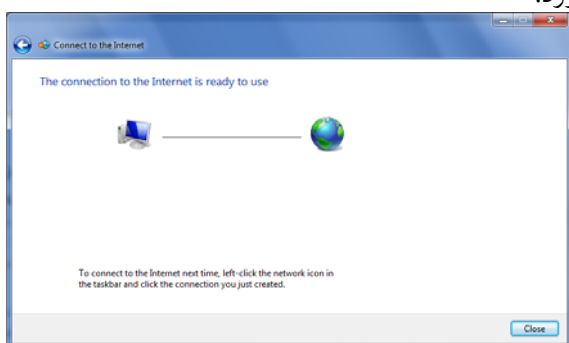 Connect to the Internet
The connection to the Internet is ready to use
To connect to the Internet next time, left-click the network icon in
the taskbar and click the connection you just created.
Close